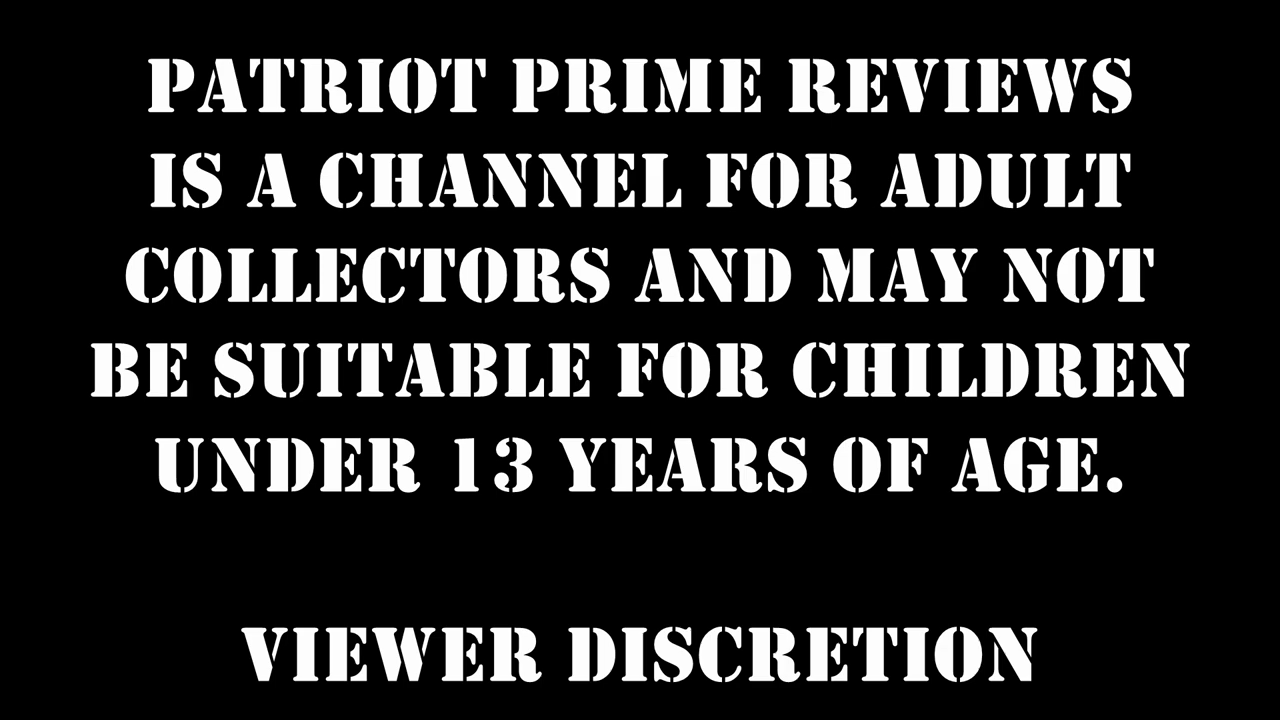 PATRIOT PRIME REVIEWS
IS A CHANNEL FOR ADULT
COLLECTORS AND MAY NOT
BE SUITABLE FOR CHILDREN
UNDER 13 YEARS OF AGE.
VIEWER DISCRETION